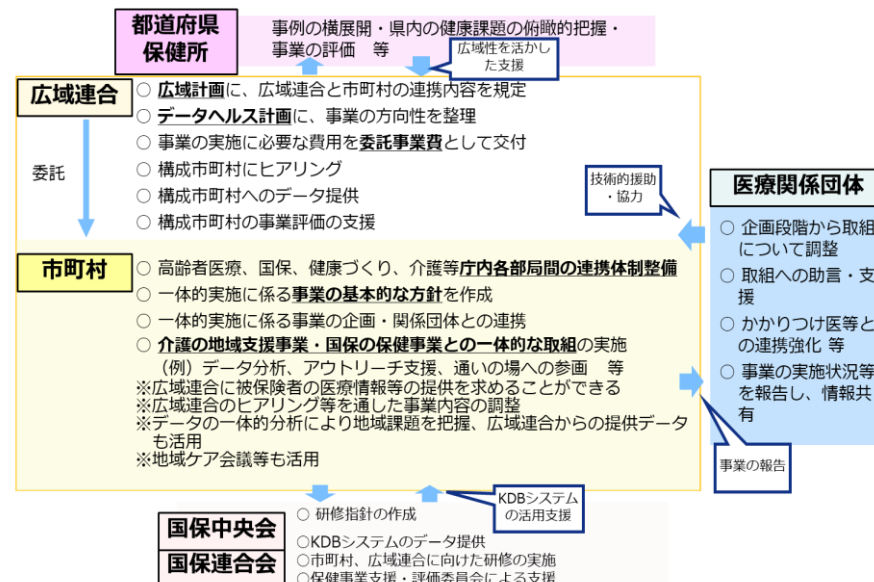 都道府県
保健所
事例の横展開・県内の健康課題の俯瞰的把握・
事業の評価　等
広域性を活かし
た支援
広域連合
○ 広域計画に、広域連合と市町村の連携内容を規定
○ データヘルス計画に、事業の方向性を整理
○ 事業の実施に必要な費用を委託事業費として交付
○ 構成市町村にヒアリング
○ 構成市町村へのデータ提供
○ 構成市町村の事業評価の支援
委託
技術的援助
・協力
医療関係団体
○ 企画段階から取組
について調整
○ 取組への助言・支
援
○ かかりつけ医等と
の連携強化 等
○ 事業の実施状況等
を報告し、情報共
有
市町村
○ 高齢者医療、国保、健康づくり、介護等庁内各部局間の連携体制整備
○ 一体的実施に係る事業の基本的な方針を作成
○ 一体的実施に係る事業の企画・関係団体との連携
○ 介護の地域支援事業・国保の保健事業との一体的な取組の実施
（例）データ分析、アウトリーチ支援、通いの場への参画　等
※広域連合に被保険者の医療情報等の提供を求めることができる
※広域連合のヒアリング等を通した事業内容の調整
※データの一体的分析により地域課題を把握、広域連合からの提供データ
も活用
※地域ケア会議等も活用
事業の報告
KDBシステム
の活用支援
国保中央会
国保連合会
○ 研修指針の作成
○KDBシステムのデータ提供
○市町村、広域連合に向けた研修の実施
○保健事業支援・評価委員会による支援